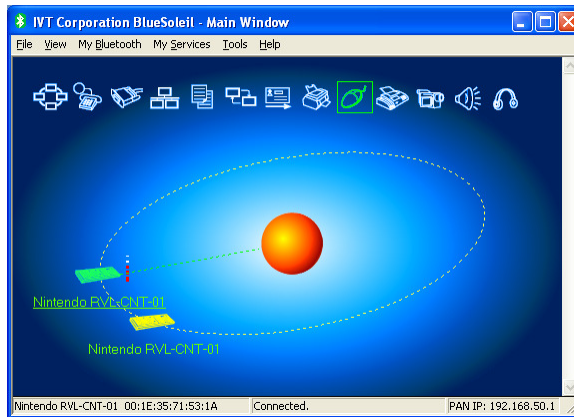 IVT Corporation BlueSoleil - Main Window
File View My Bluetooth My Services Tools Help
Nintendo RVL-CNT-01
Nintendo RVL-CNT-01
Nintendo RVL-CNT-01 00:1E:35:71:53:1A Connected. PAN IP: 192.168.50.1